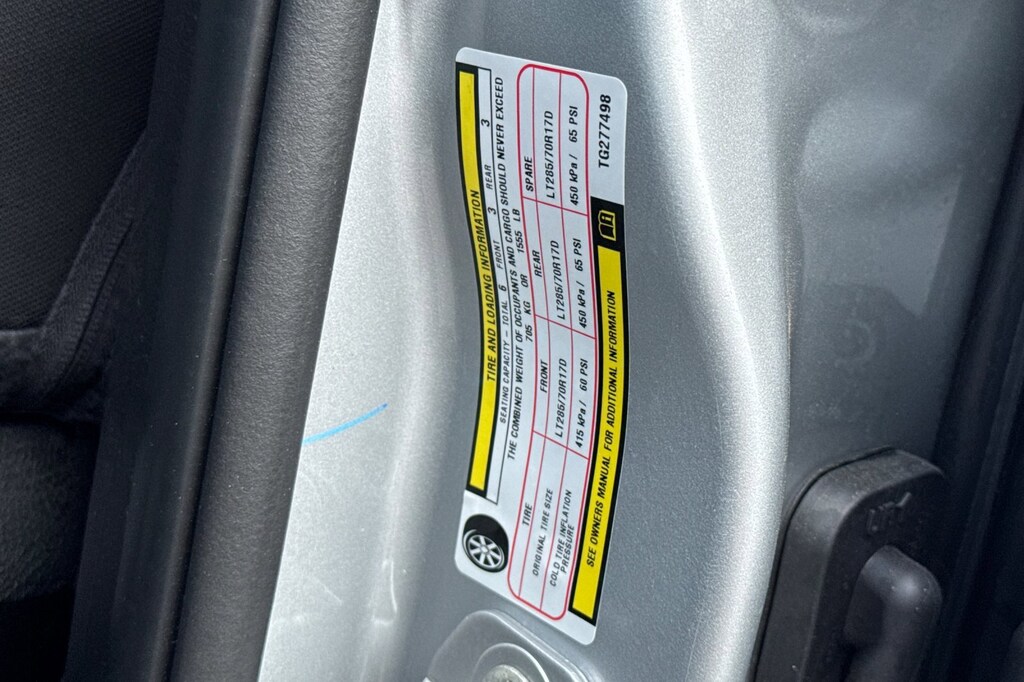 TIRE AND LOADING INFORMATION
SEATING CAPACITY - TOTAL 6 FRONT 3 REAR 3
THE COMBINED WEIGHT OF OCCUPANTS AND CARGO SHOULD NEVER EXCEED
705 KG OR 1555 LB
TIRE FRONT REAR SPARE
ORIGINAL TIRE SIZE LT285/70R17D LT285/70R17D LT285/70R17D
COLD TIRE INFLATION
PRESSURE 415 kPa / 60 PSI 450 kPa / 65 PSI 450 kPa / 65 PSI
SEE OWNERS MANUAL FOR ADDITIONAL INFORMATION
TG277498